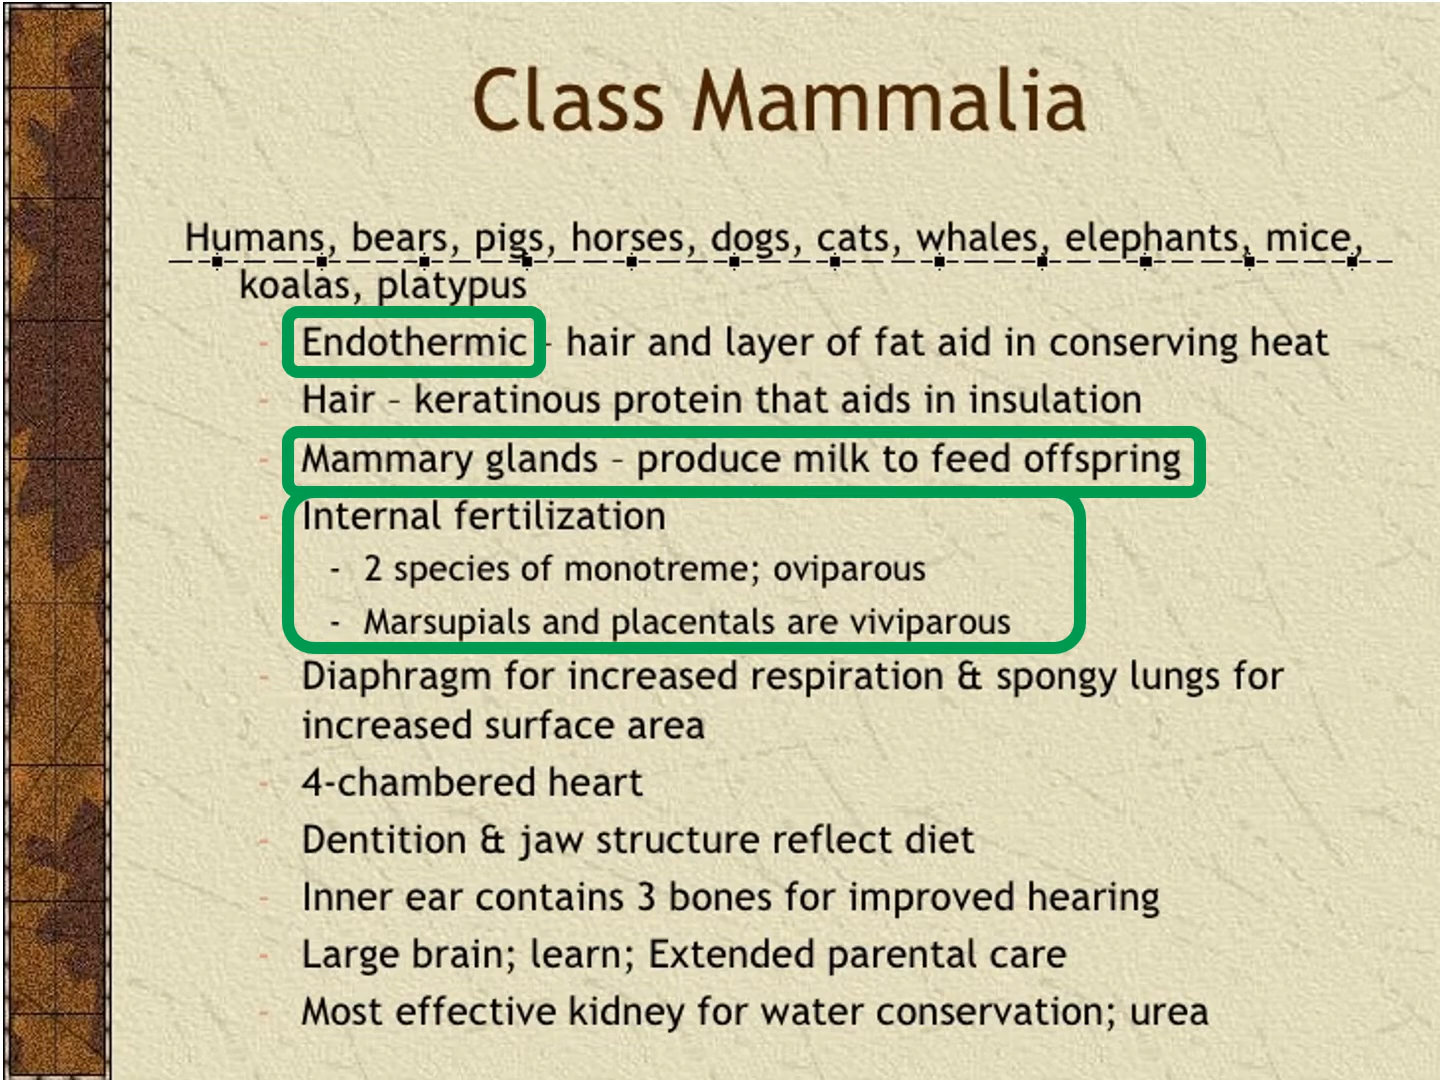 Class Mammalia
Humans, bears, pigs, horses, dogs, cats, whales, elephants, mice,
koalas, platypus
- Endothermic - hair and layer of fat aid in conserving heat
- Hair – keratinous protein that aids in insulation
- Mammary glands – produce milk to feed offspring
- Internal fertilization
- 2 species of monotreme; oviparous
- Marsupials and placentals are viviparous
- Diaphragm for increased respiration & spongy lungs for
increased surface area
- 4-chambered heart
- Dentition & jaw structure reflect diet
- Inner ear contains 3 bones for improved hearing
- Large brain; learn; Extended parental care
- Most effective kidney for water conservation; urea